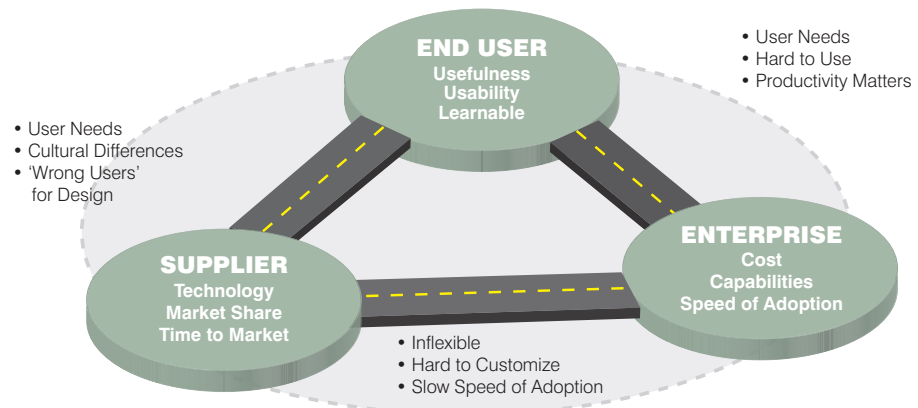 END USER
Usefulness
Usability
Learnable
• User Needs
• Hard to Use
• Productivity Matters
• User Needs
• Cultural Differences
• ‘Wrong Users’
for Design
SUPPLIER
Technology
Market Share
Time to Market
ENTERPRISE
Cost
Capabilities
Speed of Adoption
• Inflexible
• Hard to Customize
• Slow Speed of Adoption